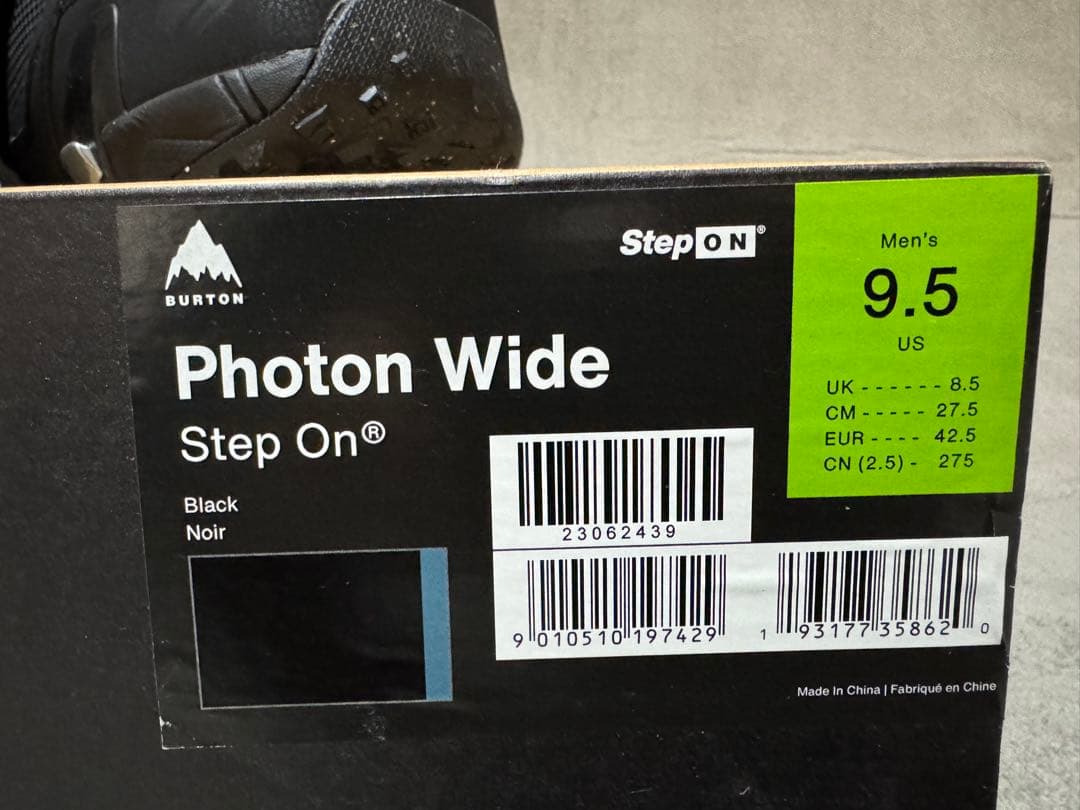 BURTON
StepON®
Photon Wide
Step On®
Black
Noir
Men's
9.5
US
UK - - - - - - 8.5
CM - - - - - 27.5
EUR - - - - 42.5
CN (2.5) - 275
23062439
9 010510 197429
1 93177 35862 0
Made In China | Fabriqué en Chine